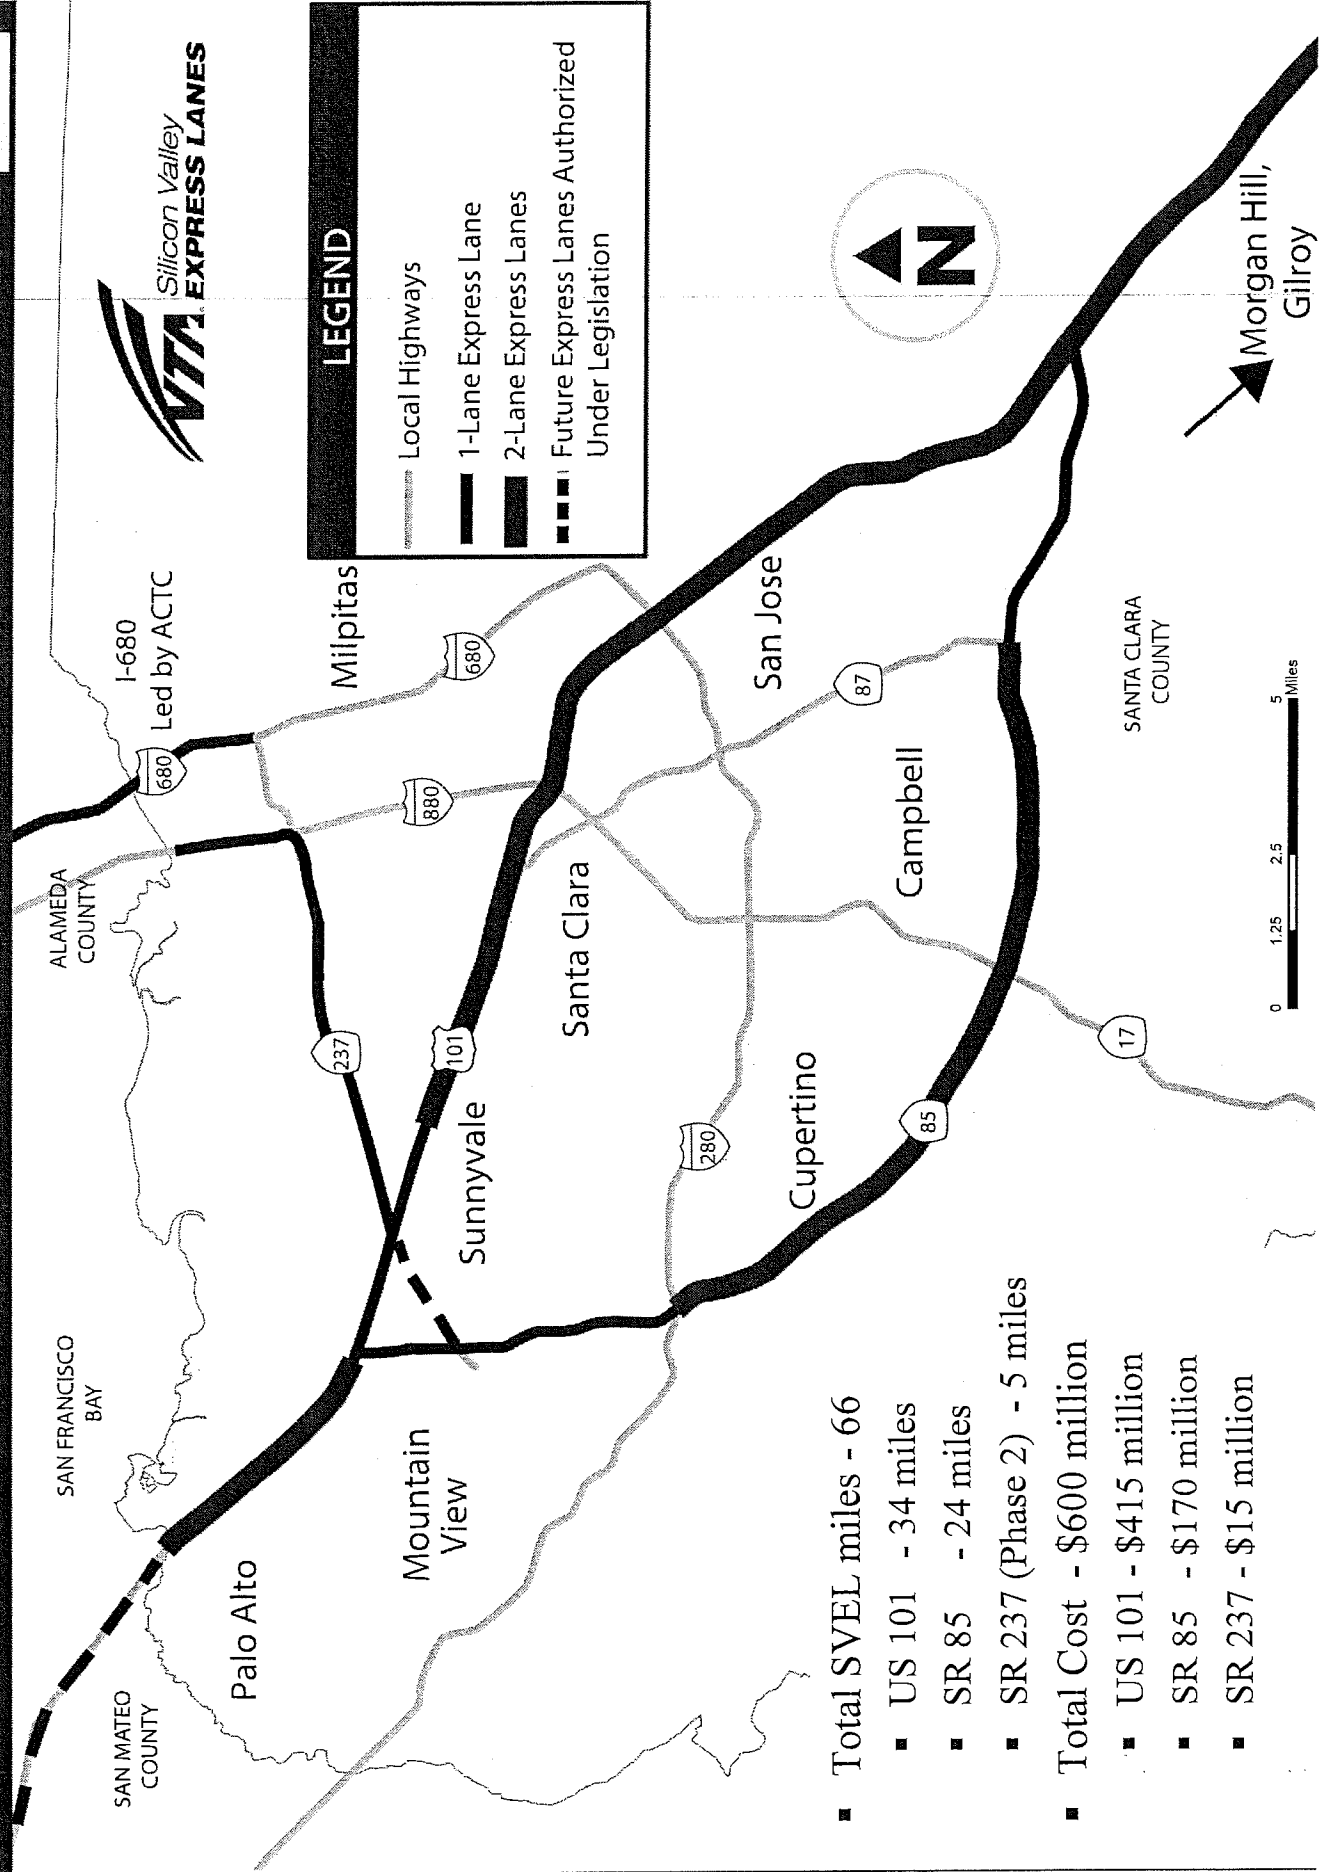 VTA Silicon Valley
EXPRESS LANES
LEGEND
Local Highways
1-Lane Express Lane
2-Lane Express Lanes
Future Express Lanes Authorized
Under Legislation
SAN MATEO
COUNTY
SAN FRANCISCO
BAY
ALAMEDA
COUNTY
I-680
Led by ACTC
680
Milpitas
680
880
237
101
Palo Alto
Mountain
View
Sunnyvale
Santa Clara
San Jose
280
Cupertino
Campbell
87
85
17
SANTA CLARA
COUNTY
N
Morgan Hill,
Gilroy
0 1.25 2.5 5
Miles
▪ Total SVEL miles - 66
▪ US 101 - 34 miles
▪ SR 85 - 24 miles
▪ SR 237 (Phase 2) - 5 miles
▪ Total Cost - $600 million
▪ US 101 - $415 million
▪ SR 85 - $170 million
▪ SR 237 - $15 million